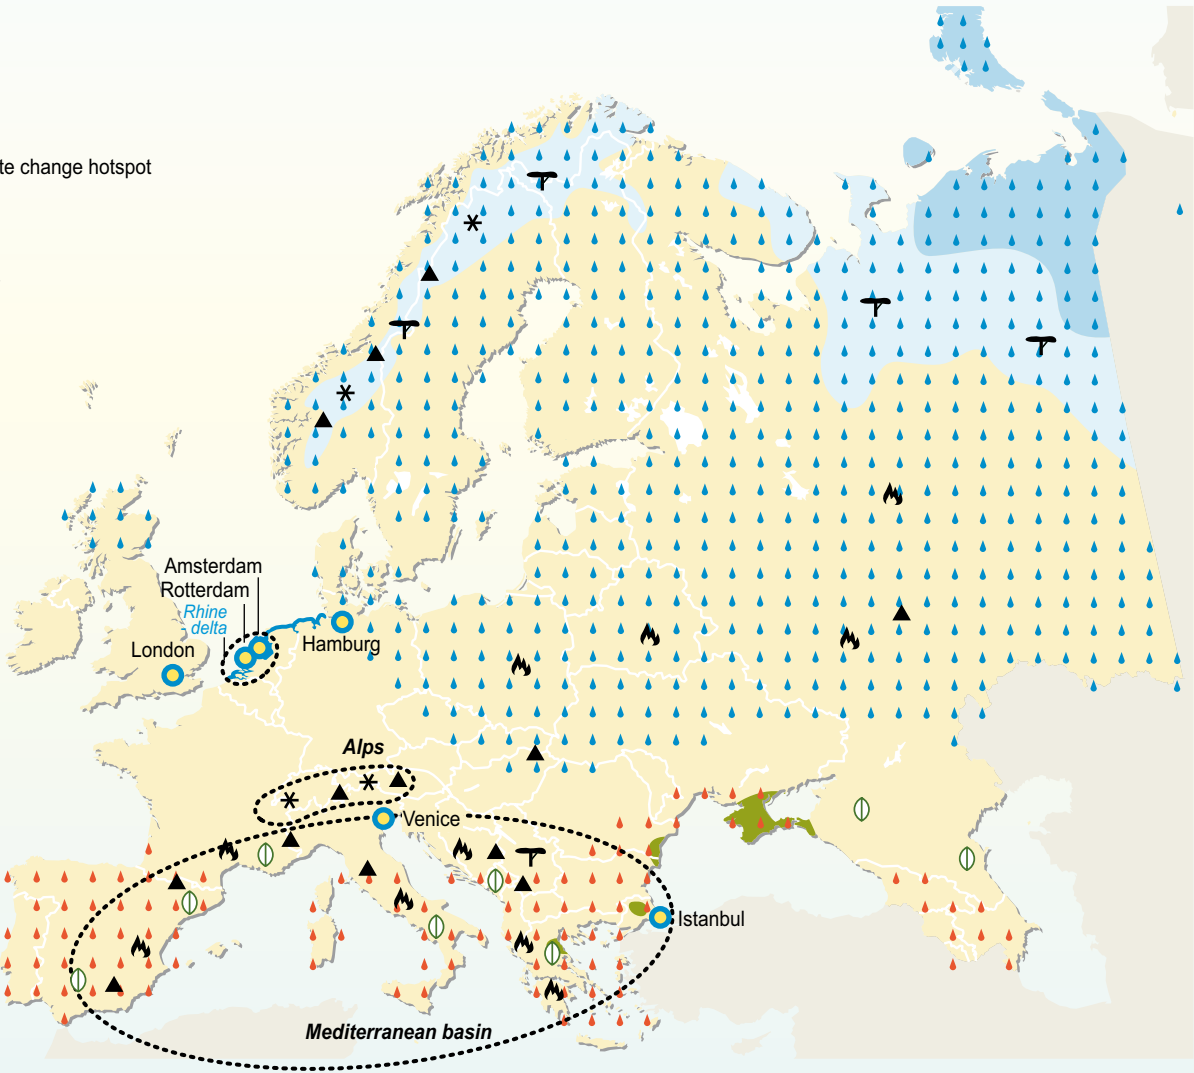 te change hotspot
Amsterdam
Rotterdam
Rhine
delta
London
Hamburg
Alps
Venice
Istanbul
Mediterranean basin